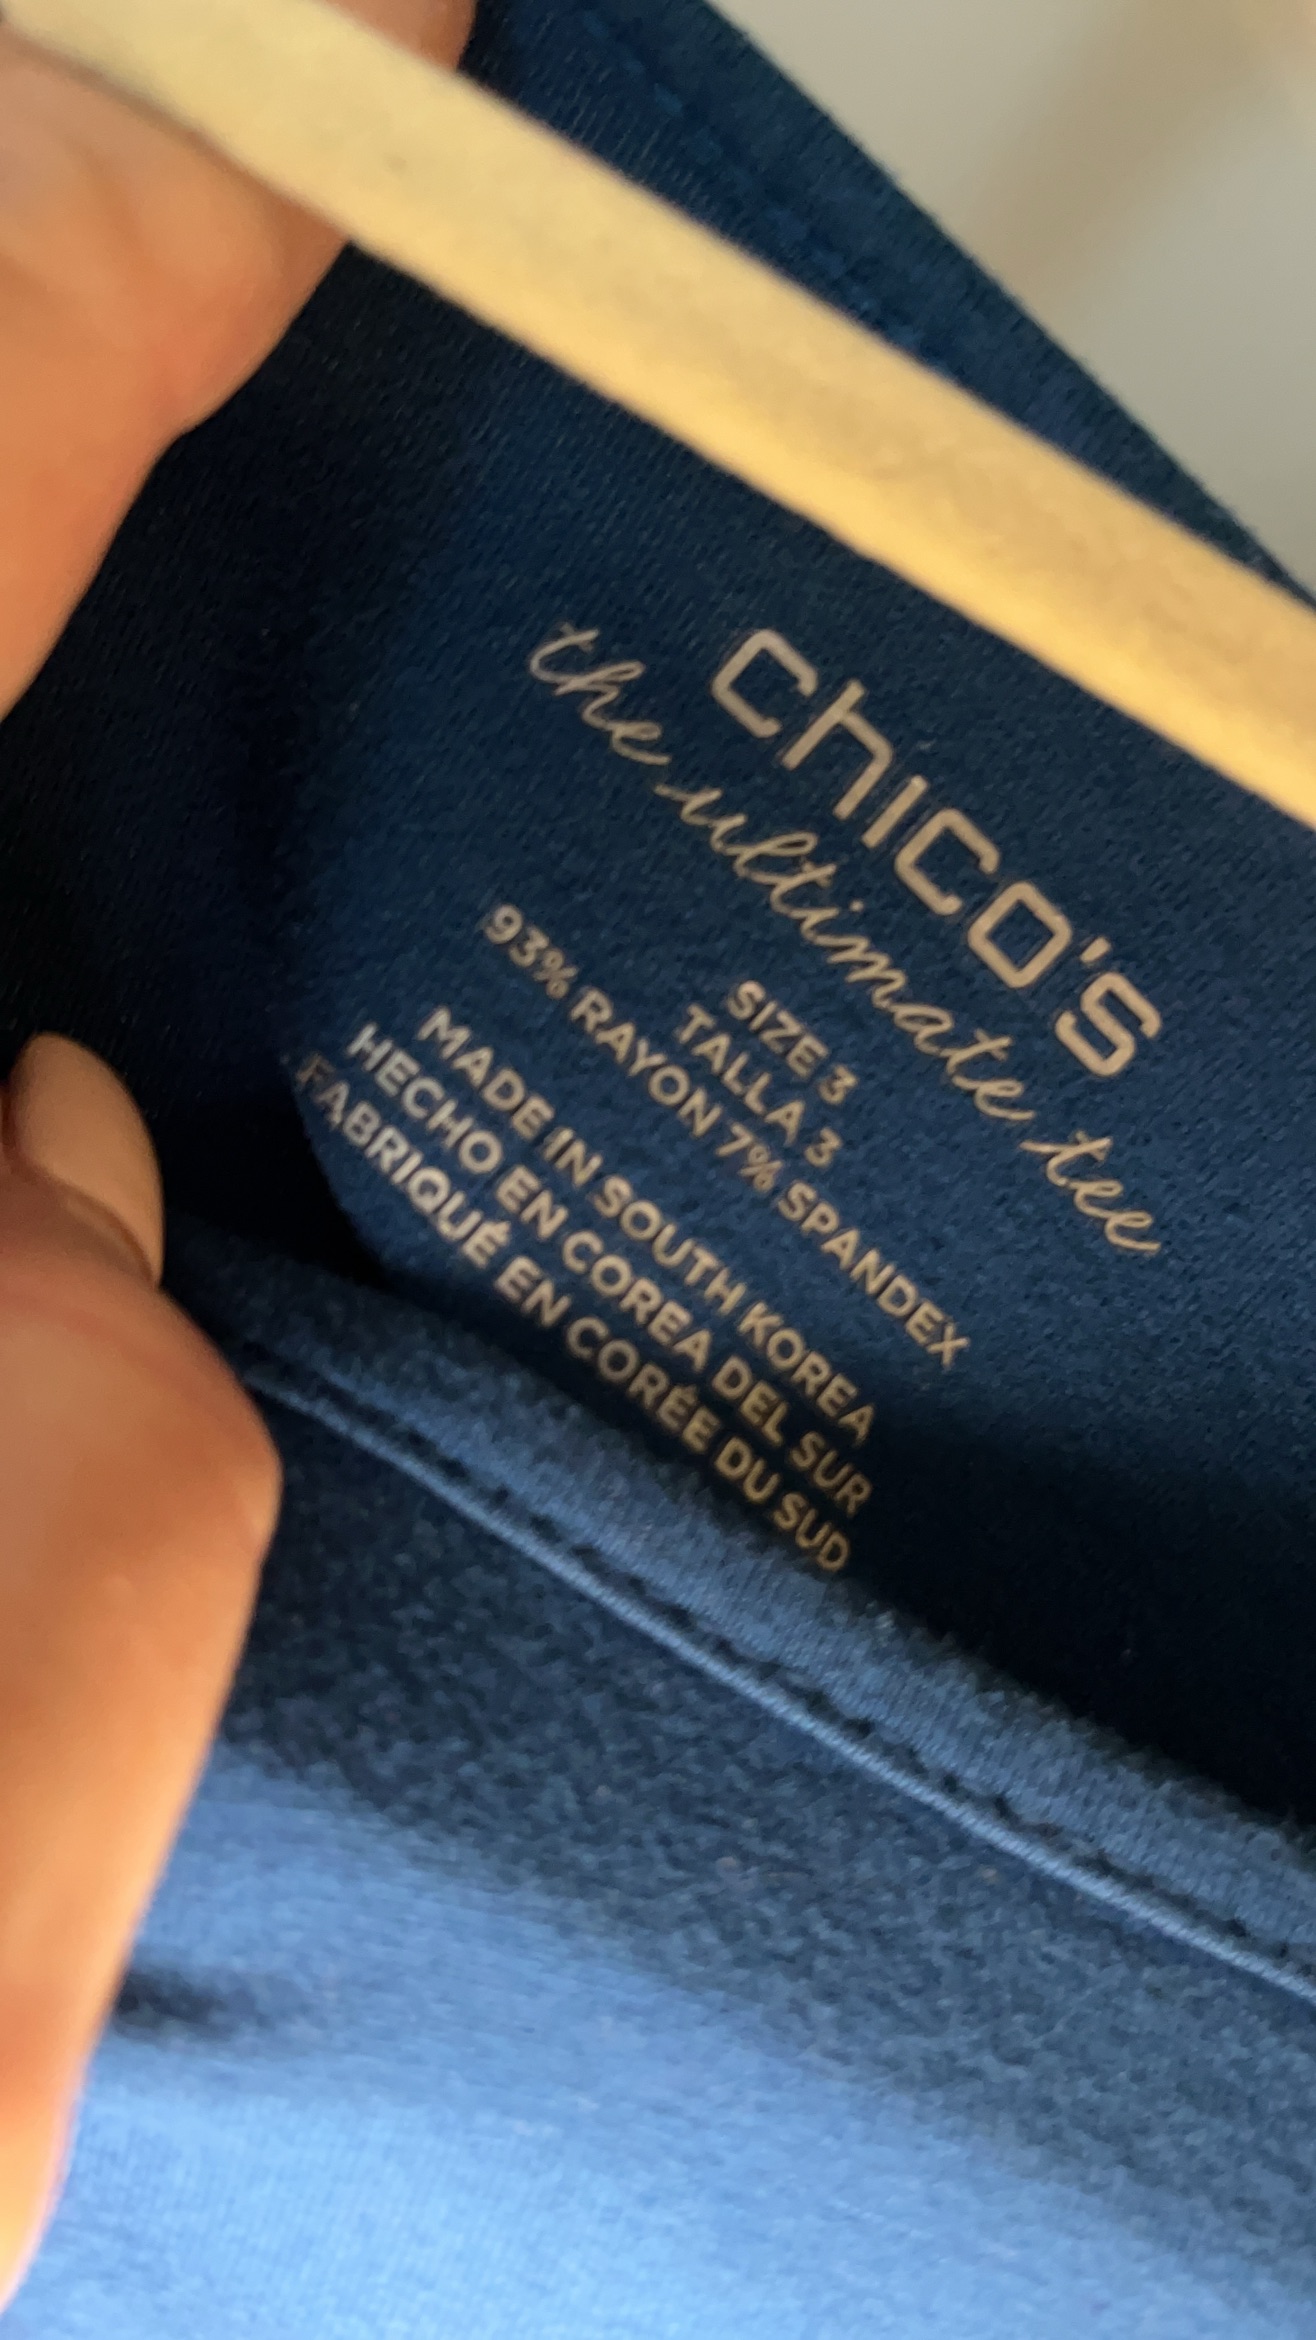 chico's
the ultimate tee
SIZE 3
TALLA 3
93% RAYON 7% SPANDEX
MADE IN SOUTH KOREA
HECHO EN COREA DEL SUR
FABRIQUÉ EN CORÉE DU SUD